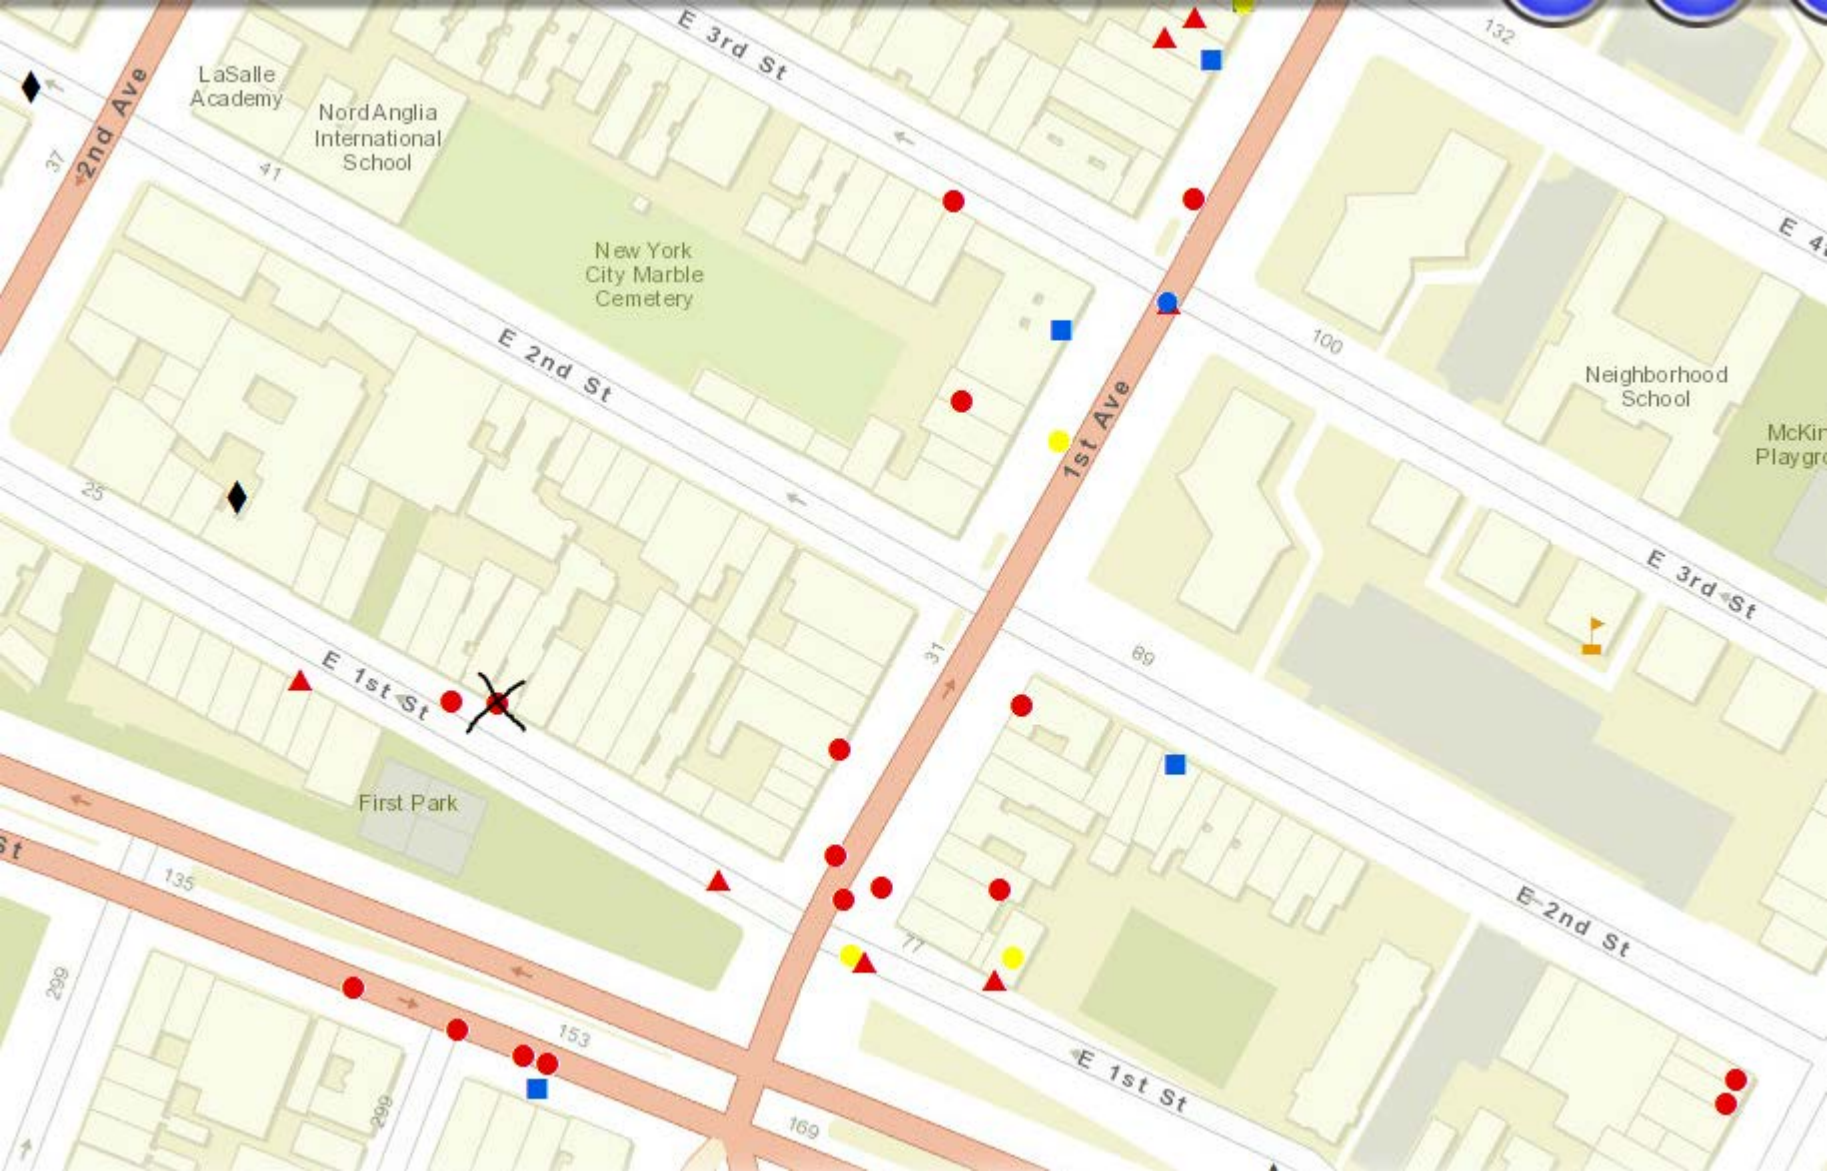 E 3rd St
132
LaSalle
Academy
Nord Anglia
International
School
2nd Ave
37
41
New York
City Marble
Cemetery
E 4
100
Neighborhood
School
E 2nd St
1st Ave
McKin
Playgro
25
E 3rd St
31
89
E 1st St
First Park
St
135
E 2nd St
77
299
153
E 1st St
299
169